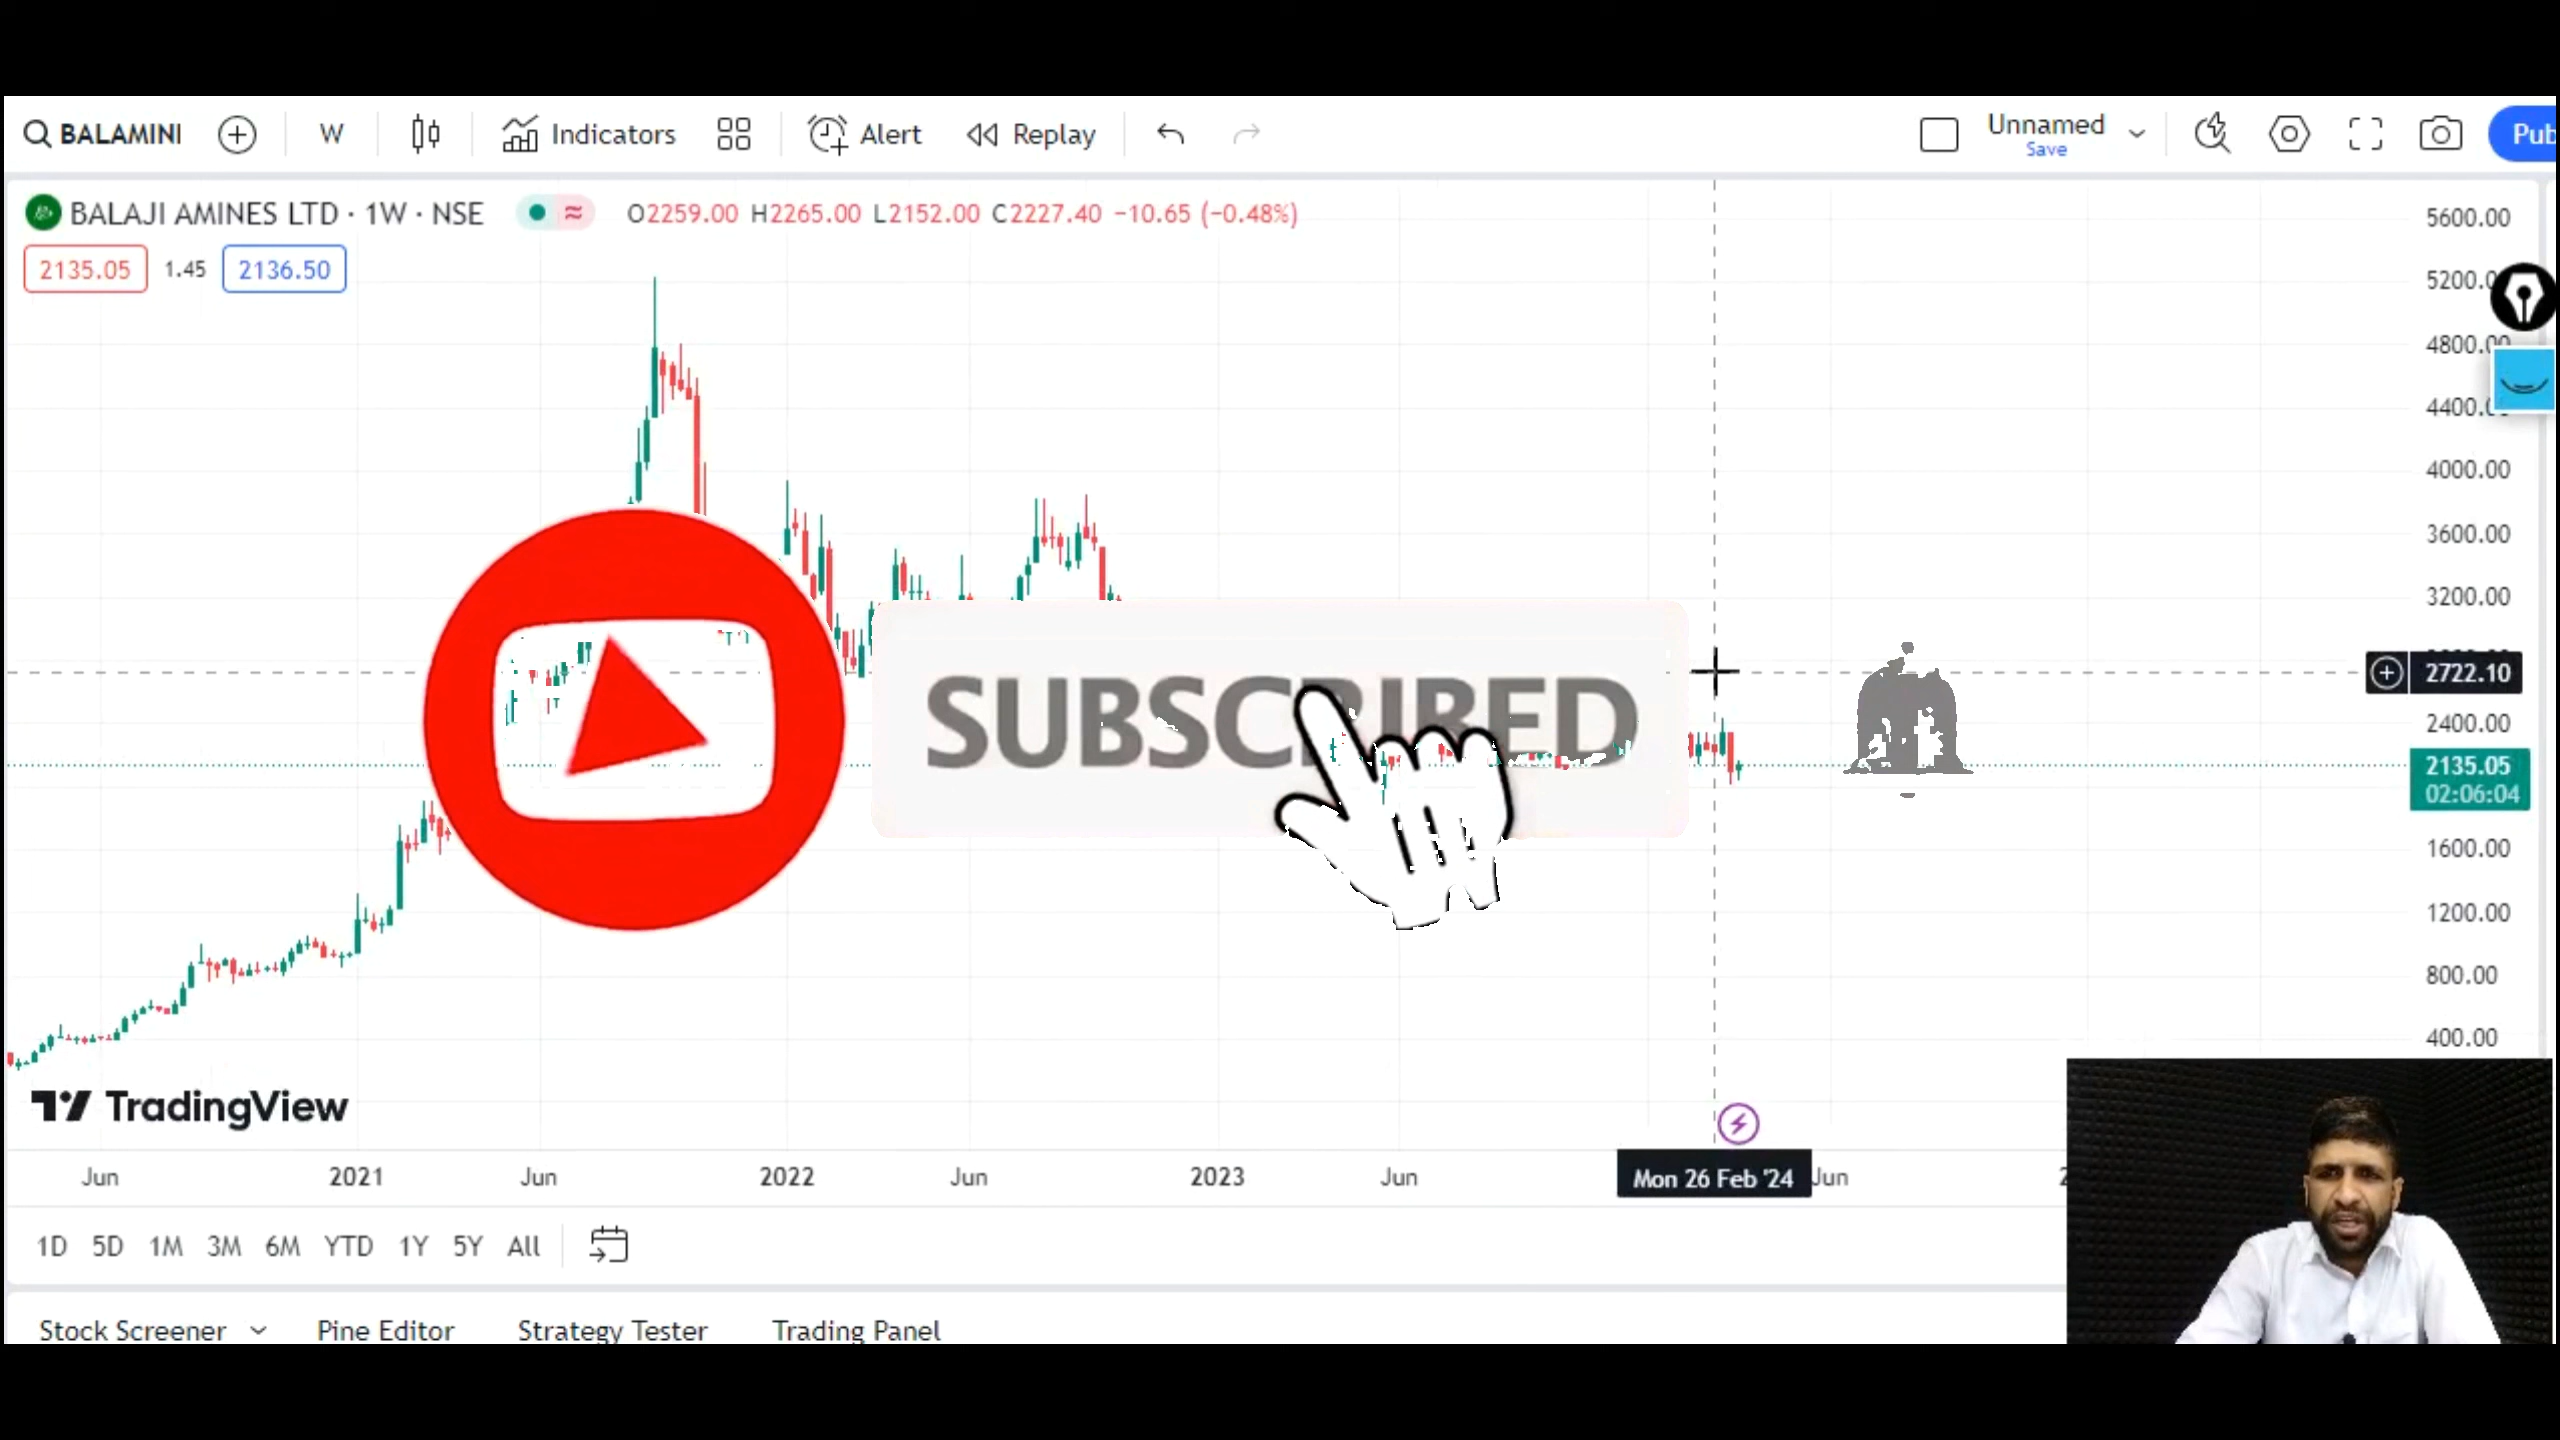 BALAMINI W Indicators Alert Replay Unnamed Pub
Save
BALAJI AMINES LTD · 1W · NSE O2259.00 H2265.00 L2152.00 C2227.40 −10.65 (−0.48%)
2135.05 1.45 2136.50
5600.00
5200.0
4800.00
4400.0
4000.00
3600.00
3200.00
2722.10
2400.00
2135.05
02:06:04
1600.00
1200.00
800.00
400.00
SUBSCRIBED
TradingView
Jun 2021 Jun 2022 Jun 2023 Jun Mon 26 Feb '24 Jun
1D 5D 1M 3M 6M YTD 1Y 5Y All
Stock Screener Pine Editor Strategy Tester Trading Panel